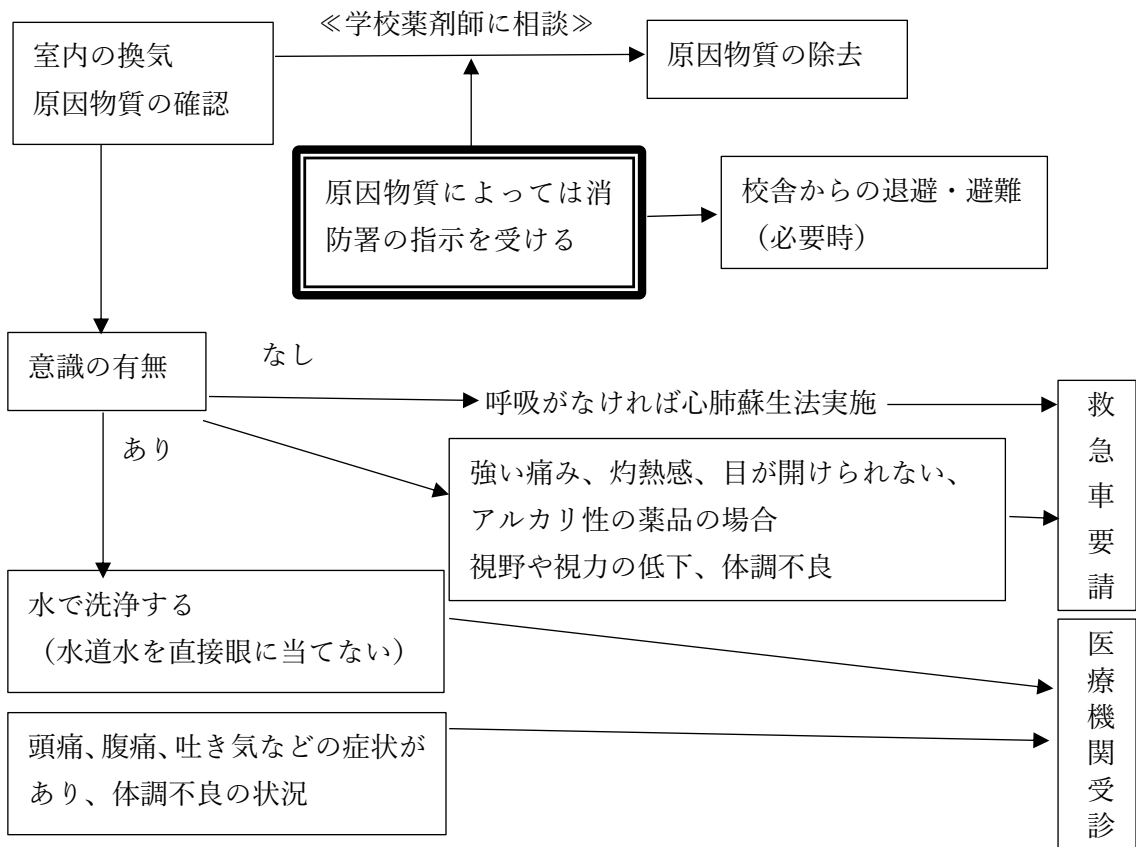 ≪学校薬剤師に相談≫
室内の換気
原因物質の確認
原因物質の除去
原因物質によっては消
防署の指示を受ける
校舎からの退避・避難
（必要時）
意識の有無
なし
呼吸がなければ心肺蘇生法実施
救急車要請
あり
強い痛み、灼熱感、目が開けられない、
アルカリ性の薬品の場合
視野や視力の低下、体調不良
水で洗浄する
（水道水を直接眼に当てない）
医療機関受診
頭痛、腹痛、吐き気などの症状が
あり、体調不良の状況